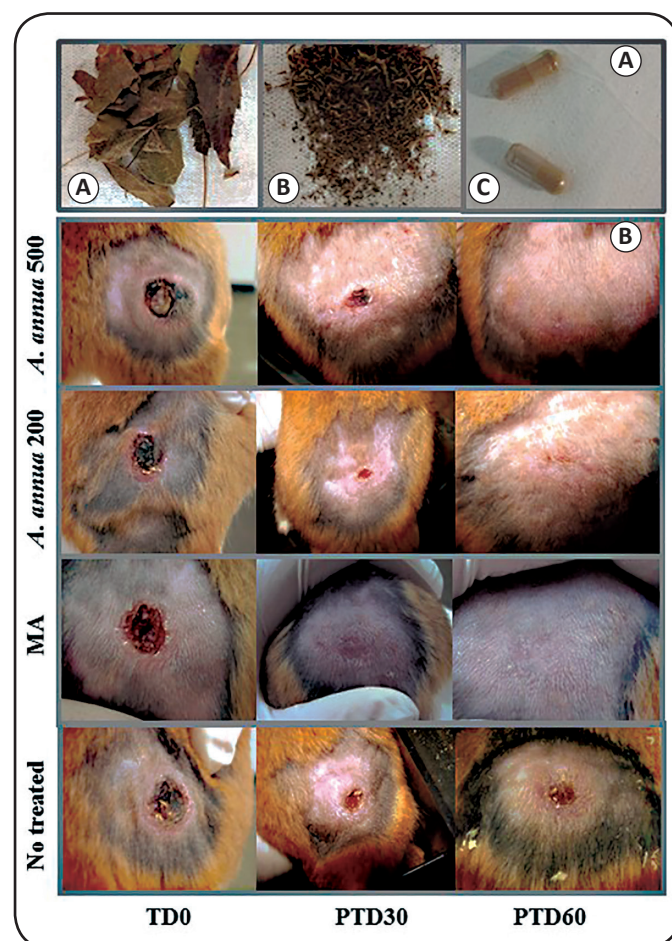 A
A B C
B
A. annua 500
A. annua 200
MA
No treated
TD0 PTD30 PTD60